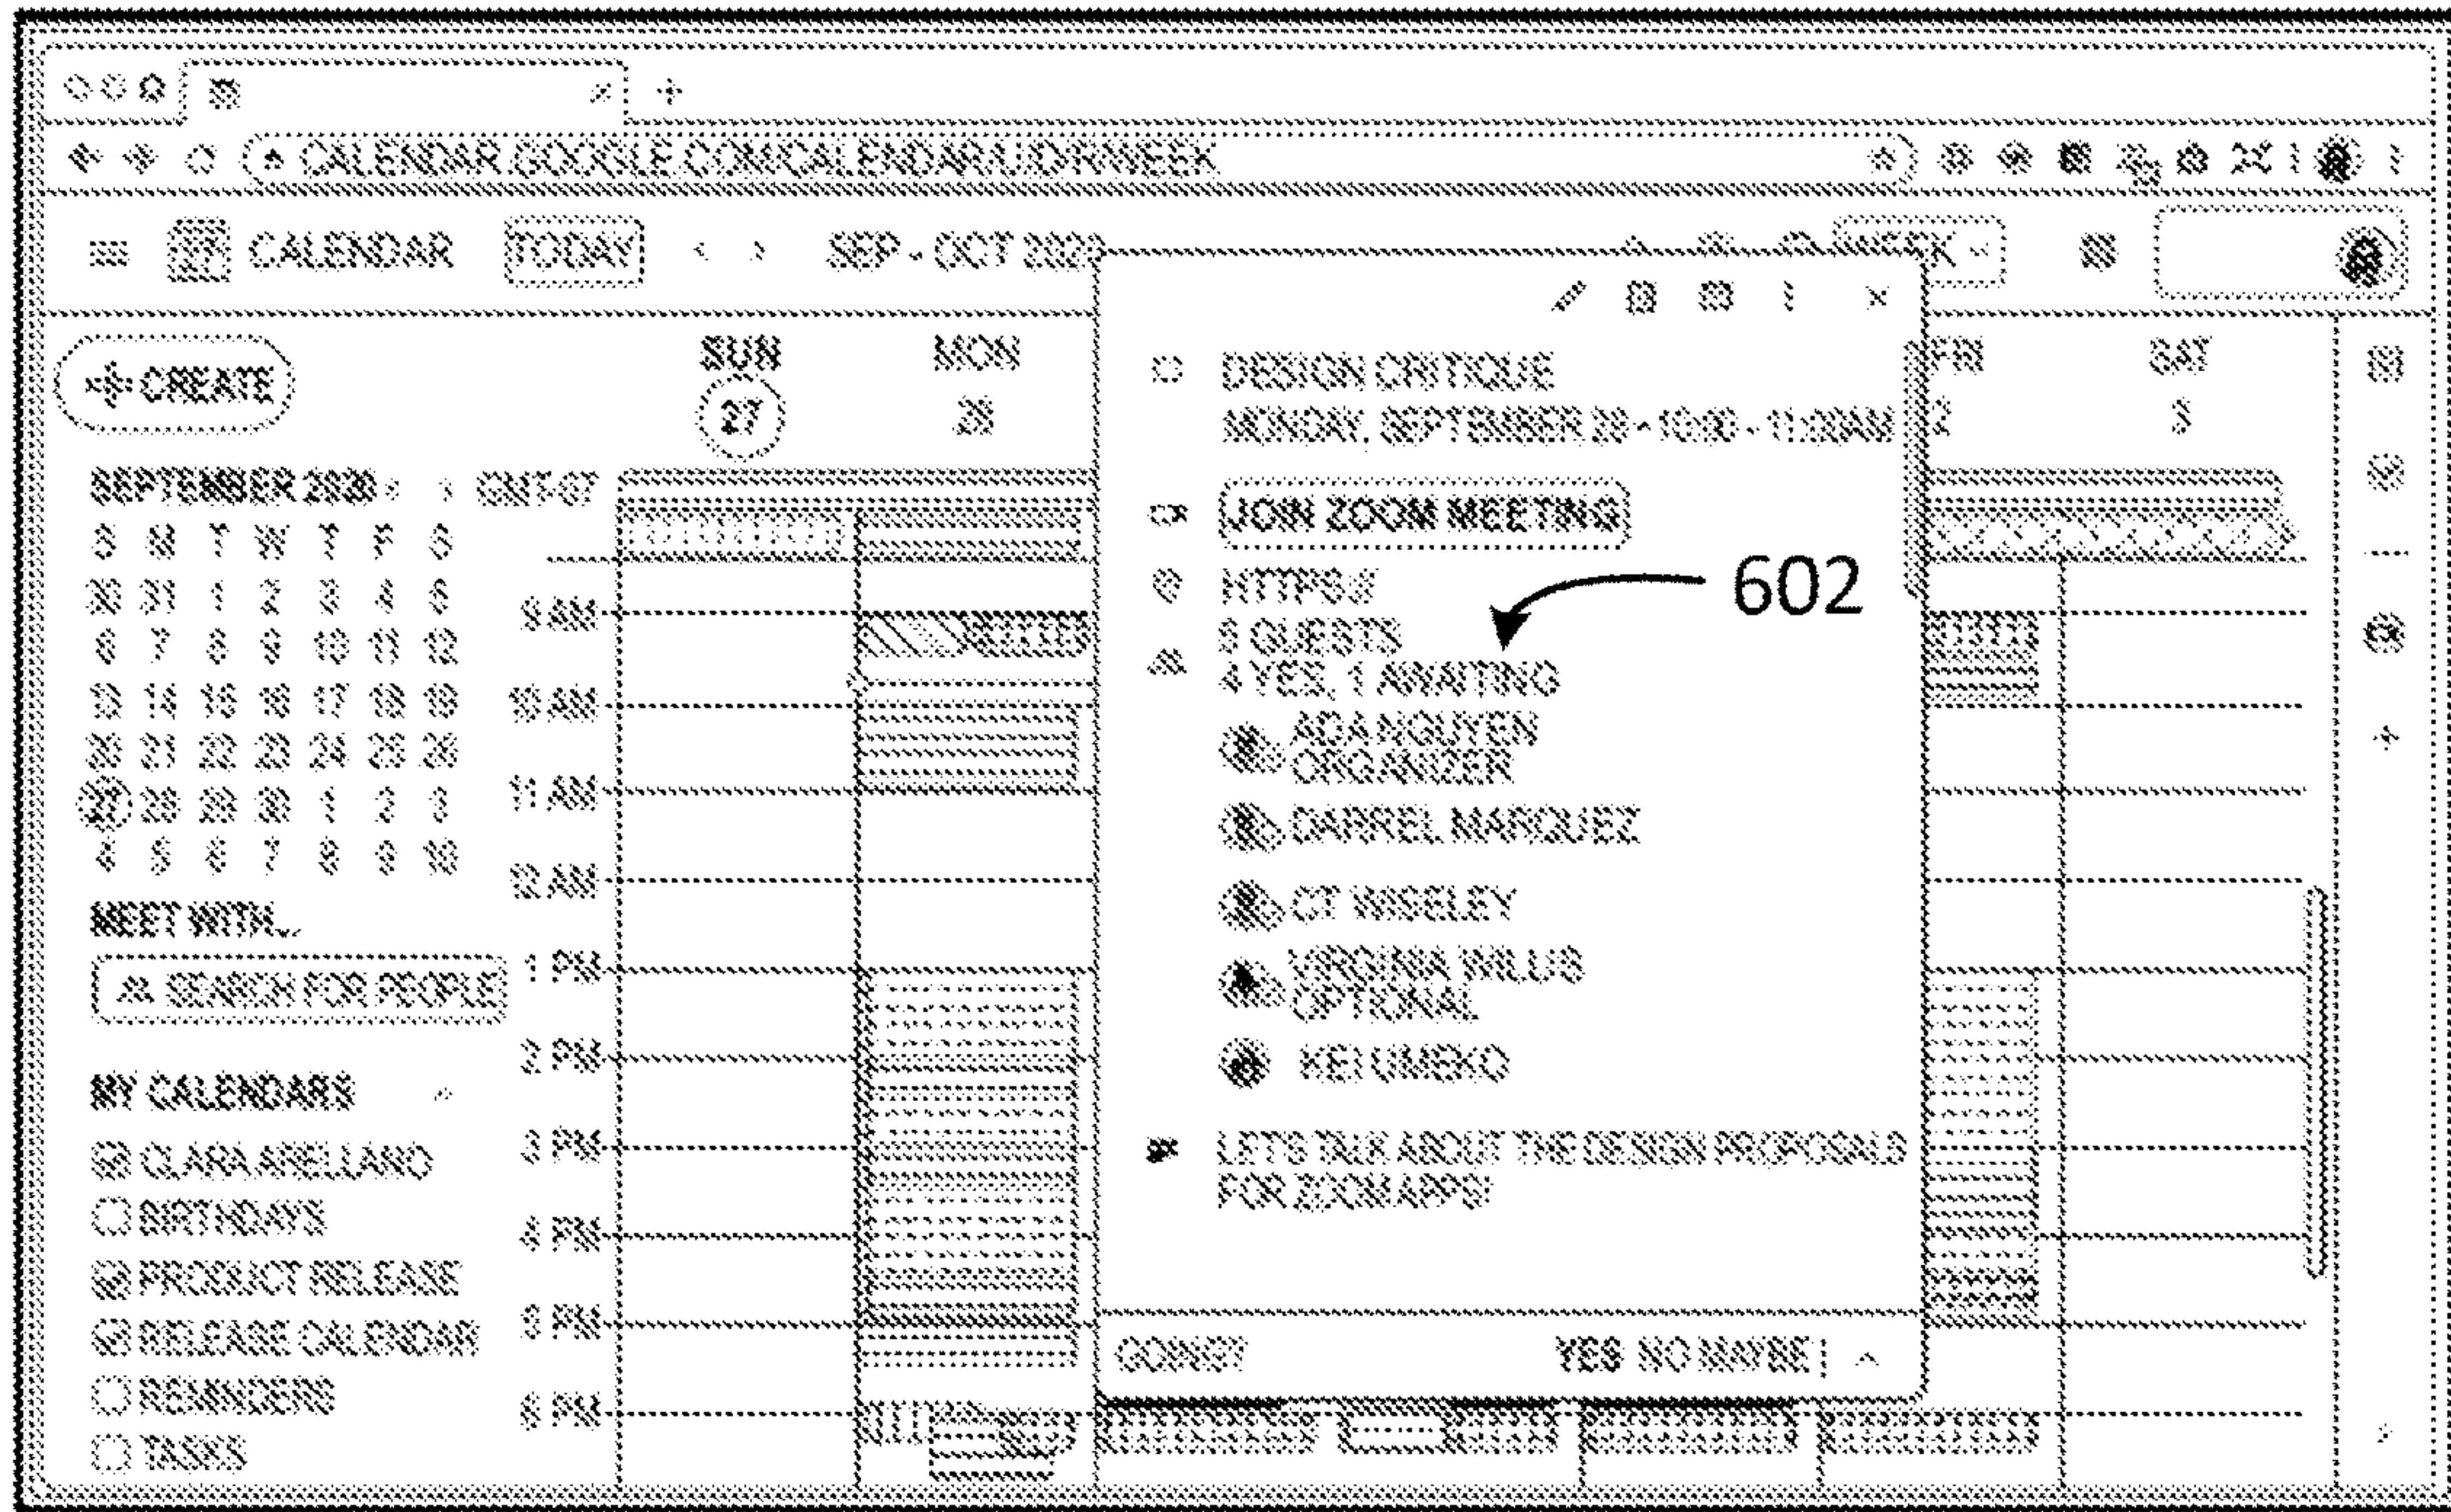 CALENDAR.GOOGLE.COM/CALENDAR/U/0/R/WEEK
CALENDAR TODAY SEP - OCT 2020 WEEK
CREATE
SUN MON FRI SAT
27 28 2 3
SEPTEMBER 2020 GMT-07
S M T W T F S
30 31 1 2 3 4 5
6 7 8 9 10 11 12
13 14 15 16 17 18 19
20 21 22 23 24 25 26
27 28 29 30 1 2 3
4 5 6 7 8 9 10
MEET WITH...
SEARCH FOR PEOPLE
MY CALENDARS
CLARA ARELLANO
BIRTHDAYS
PRODUCT RELEASE
RELEASE CALENDAR
REMINDERS
TASKS
9 AM
10 AM
11 AM
12 AM
1 PM
2 PM
3 PM
4 PM
5 PM
6 PM
DESIGN CRITIQUE
MONDAY, SEPTEMBER 28 - 10:00 - 11:00AM
JOIN ZOOM MEETING
HTTPS://
602
5 GUESTS
4 YES, 1 AWAITING
ADA NGUYEN
ORGANIZER
DARREL MARQUEZ
CT WISELEY
VIRGINIA WILLIS
OPTIONAL
KEI UMEKO
LET'S TALK ABOUT THE DESIGN PROPOSALS
FOR ZOOM APPS!
GOING? YES NO MAYBE